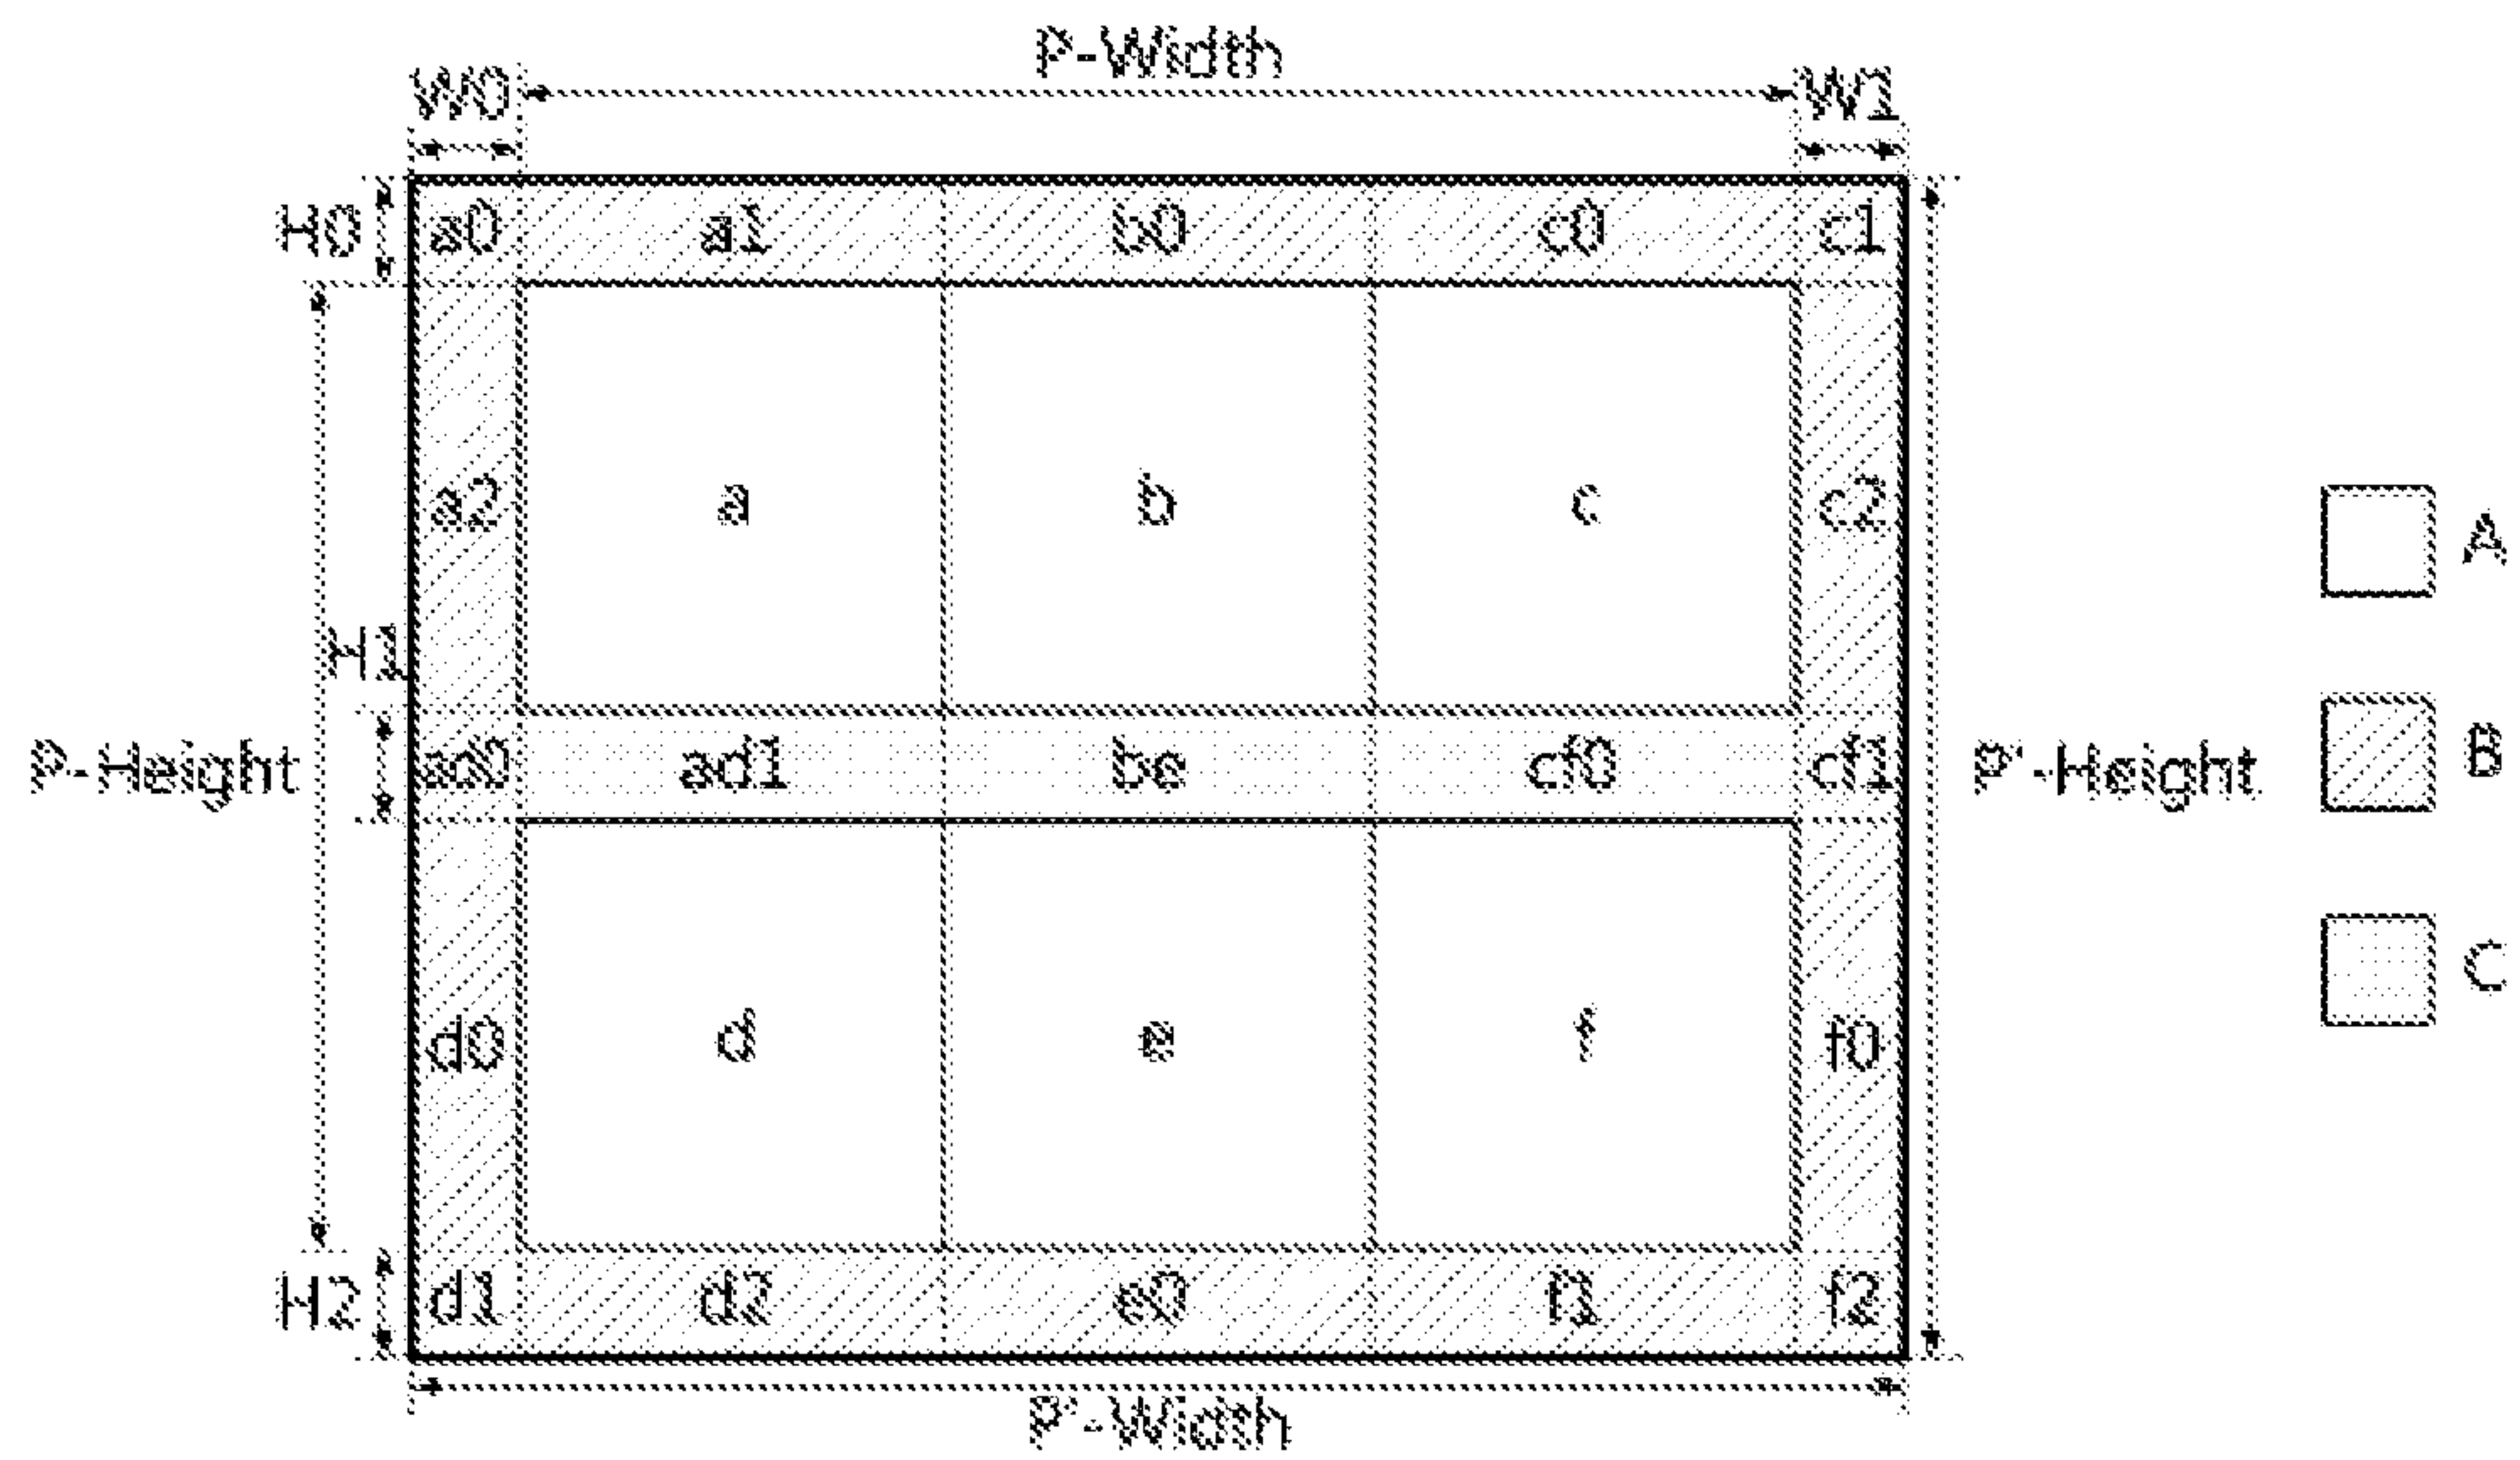 P-Width
W0 W1
H0 a0 a1 b0 c0 c1
a2 a b c c2
A
H1
P-Height ad0 ad1 be cf0 cf1 P'-Height B
C
d0 d e f f0
H2 d1 d2 e0 f1 f2
P'-Width